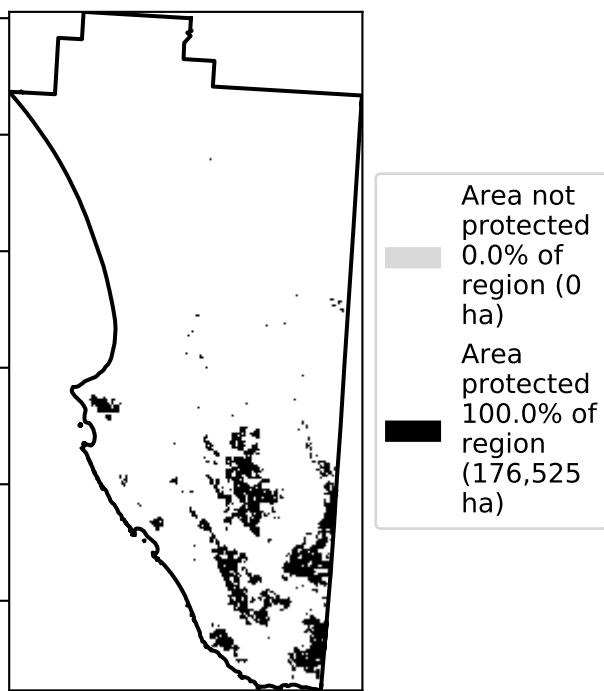 Area not
protected
0.0% of
region (0
ha)
Area
protected
100.0% of
region
(176,525
ha)